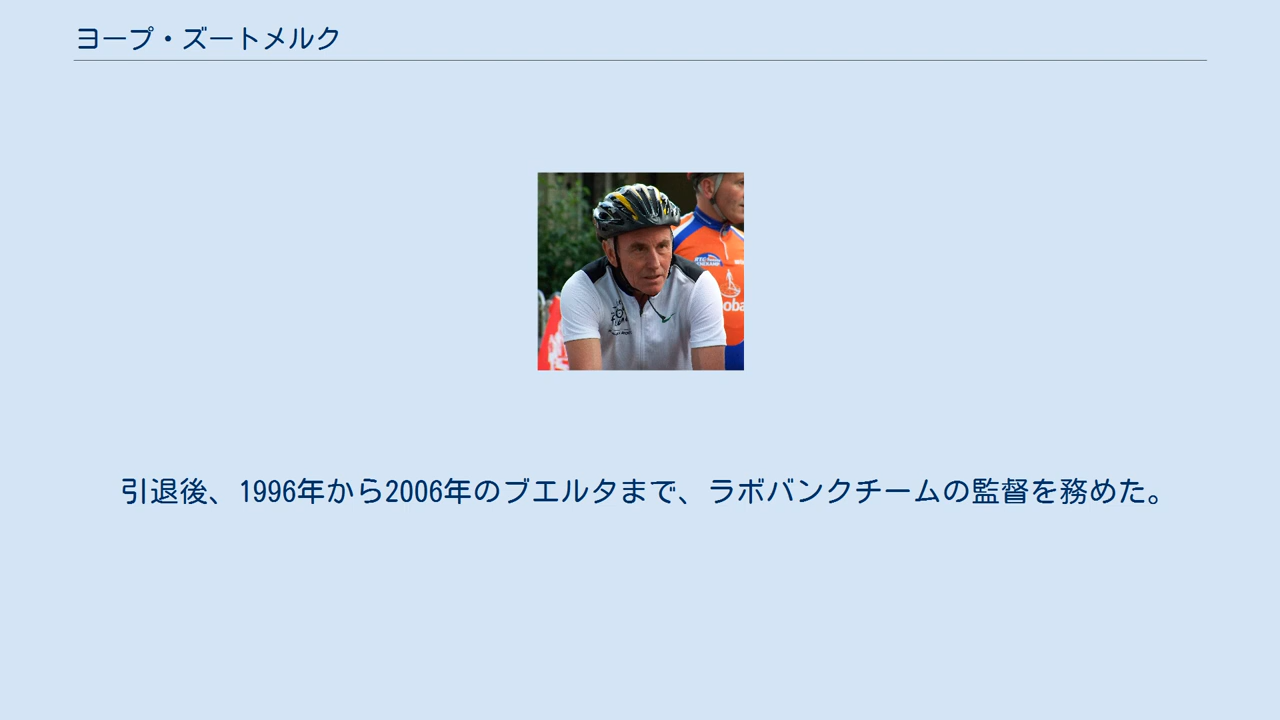 ヨープ・ズートメルク
引退後、1996年から2006年のブエルタまで、ラボバンクチームの監督を務めた。